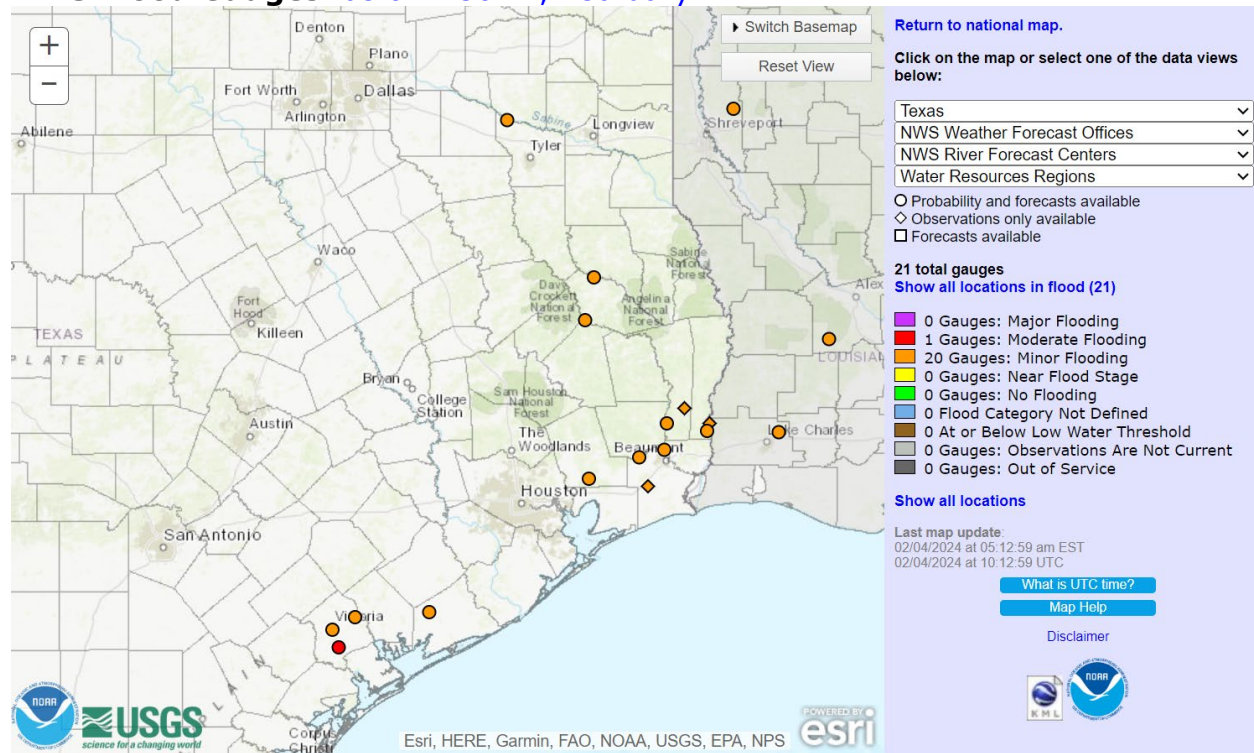 Switch Basemap
Reset View
+
−
Denton
Plano
Fort Worth
Dallas
Arlington
Abilene
Sabine
Longview
Shreveport
Tyler
Waco
Sabine
National
Forest
Davy
Crockett
National
Forest
Angelina
National
Forest
Alex
Fort
Hood
Killeen
TEXAS
PLATEAU
LOUISIA
Bryan
College
Station
Sam Houston
National
Forest
Austin
The
Woodlands
Beaumont
Lake Charles
Houston
San Antonio
Victoria
PLAIN
Corpus
Christi
NOAA
USGS
science for a changing world
Esri, HERE, Garmin, FAO, NOAA, USGS, EPA, NPS
POWERED BY
esri
Return to national map.
Click on the map or select one of the data views
below:
Texas
NWS Weather Forecast Offices
NWS River Forecast Centers
Water Resources Regions
Probability and forecasts available
Observations only available
Forecasts available
21 total gauges
Show all locations in flood (21)
0 Gauges: Major Flooding
1 Gauges: Moderate Flooding
20 Gauges: Minor Flooding
0 Gauges: Near Flood Stage
0 Gauges: No Flooding
0 Flood Category Not Defined
0 At or Below Low Water Threshold
0 Gauges: Observations Are Not Current
0 Gauges: Out of Service
Show all locations
Last map update:
02/04/2024 at 05:12:59 am EST
02/04/2024 at 10:12:59 UTC
What is UTC time?
Map Help
Disclaimer
KML
NOAA